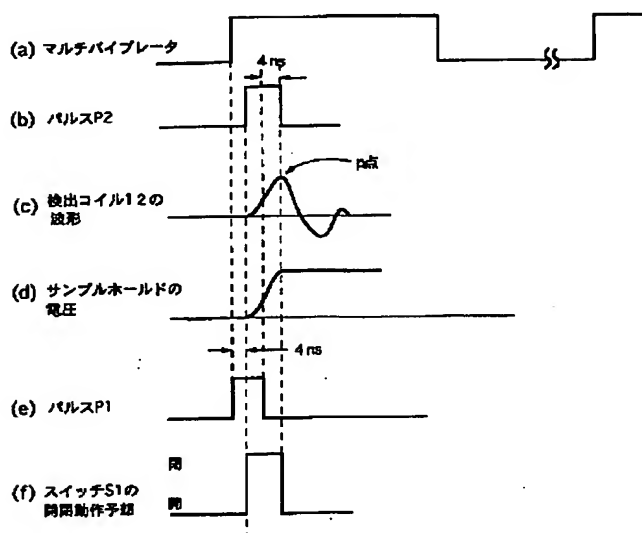 (a) マルチバイブレータ
4 ns
(b) パルスP2
p点
(c) 検出コイル12の
波形
(d) サンプルホールドの
電圧
4 ns
(e) パルスP1
閉
(f) スイッチS1の
開
開閉動作予認